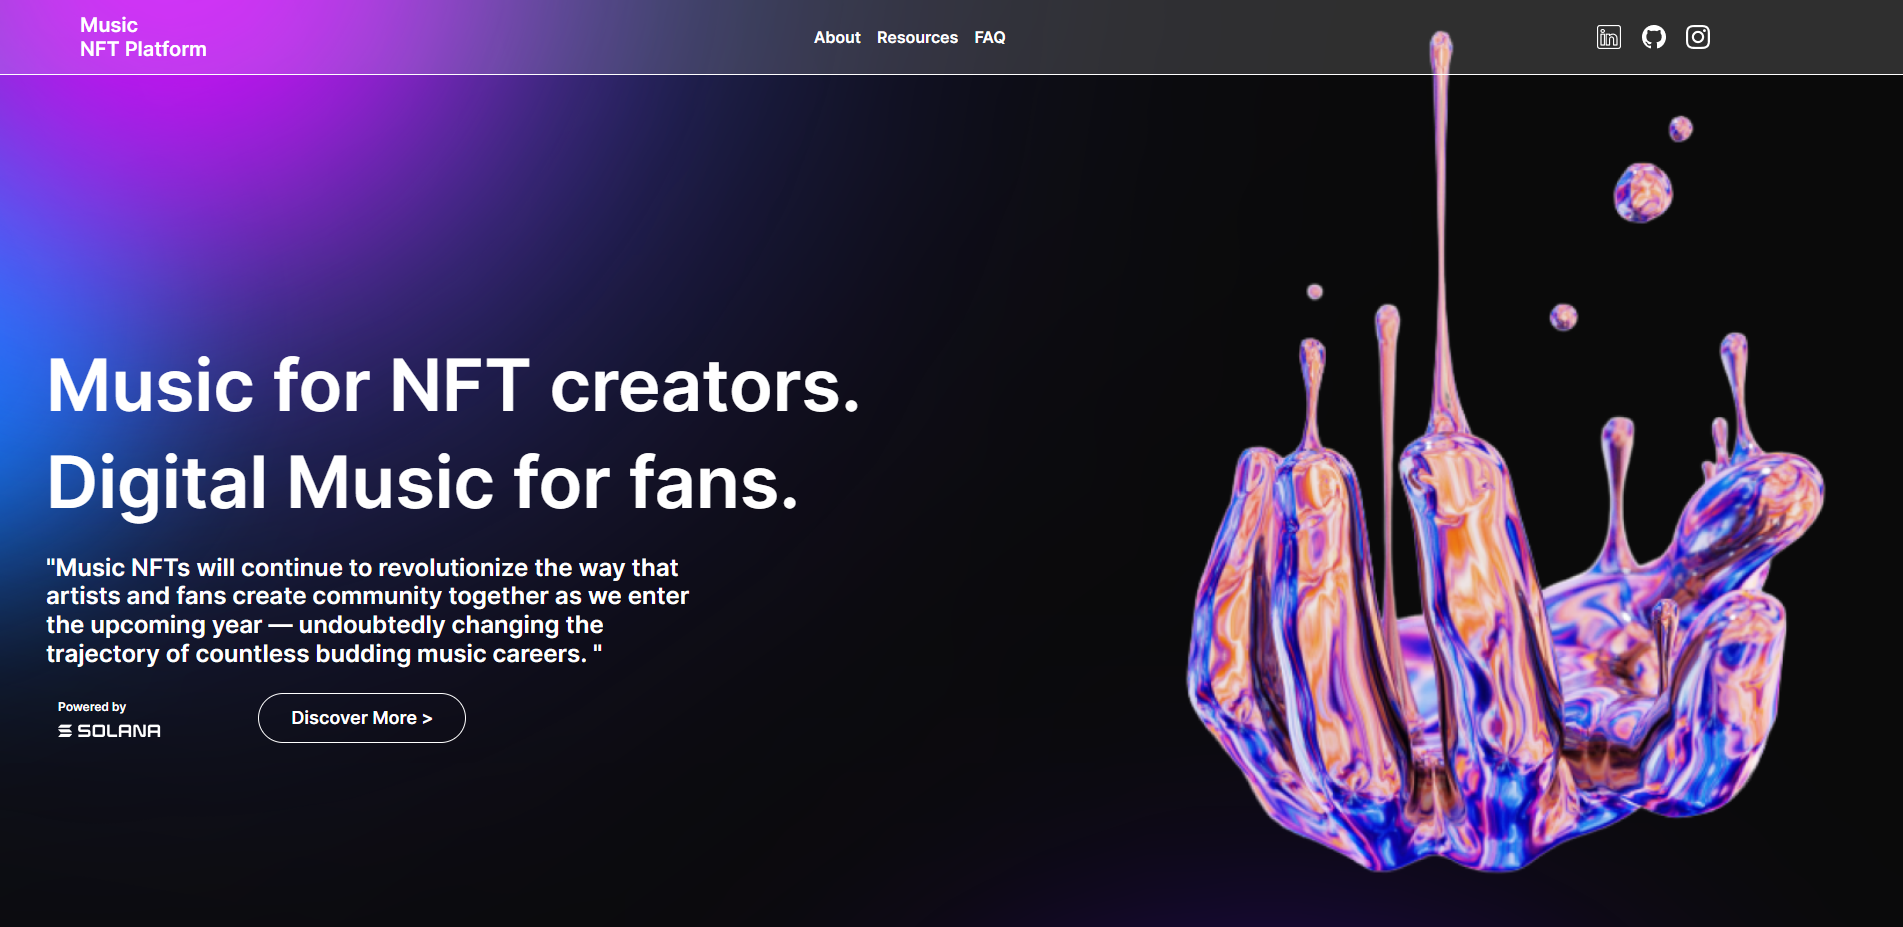 Music
NFT Platform
About Resources FAQ
in
Music for NFT creators.
Digital Music for fans.
"Music NFTs will continue to revolutionize the way that
artists and fans create community together as we enter
the upcoming year — undoubtedly changing the
trajectory of countless budding music careers. "
Powered by
SOLANA
Discover More >